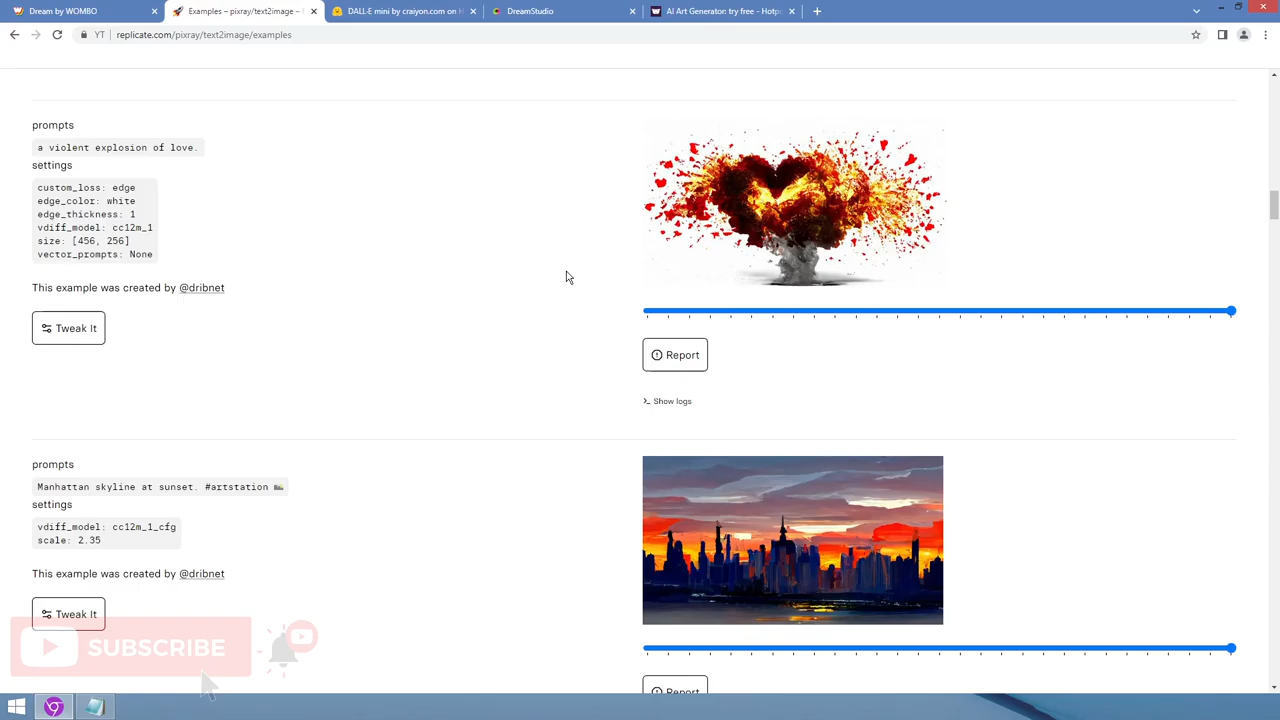 Dream by WOMBO
Examples – pixray/text2image –
DALL-E mini by craiyon.com on H
DreamStudio
AI Art Generator: try free - Hotpo
YT
replicate.com/pixray/text2image/examples
prompts
a violent explosion of love.
settings
custom_loss: edge
edge_color: white
edge_thickness: 1
vdiff_model: cc12m_1
size: [456, 256]
vector_prompts: None
This example was created by @dribnet
Tweak It
Report
Show logs
prompts
Manhattan skyline at sunset. #artstation 🌇
settings
vdiff_model: cc12m_1_cfg
scale: 2.35
This example was created by @dribnet
Tweak It
Report
SUBSCRIBE